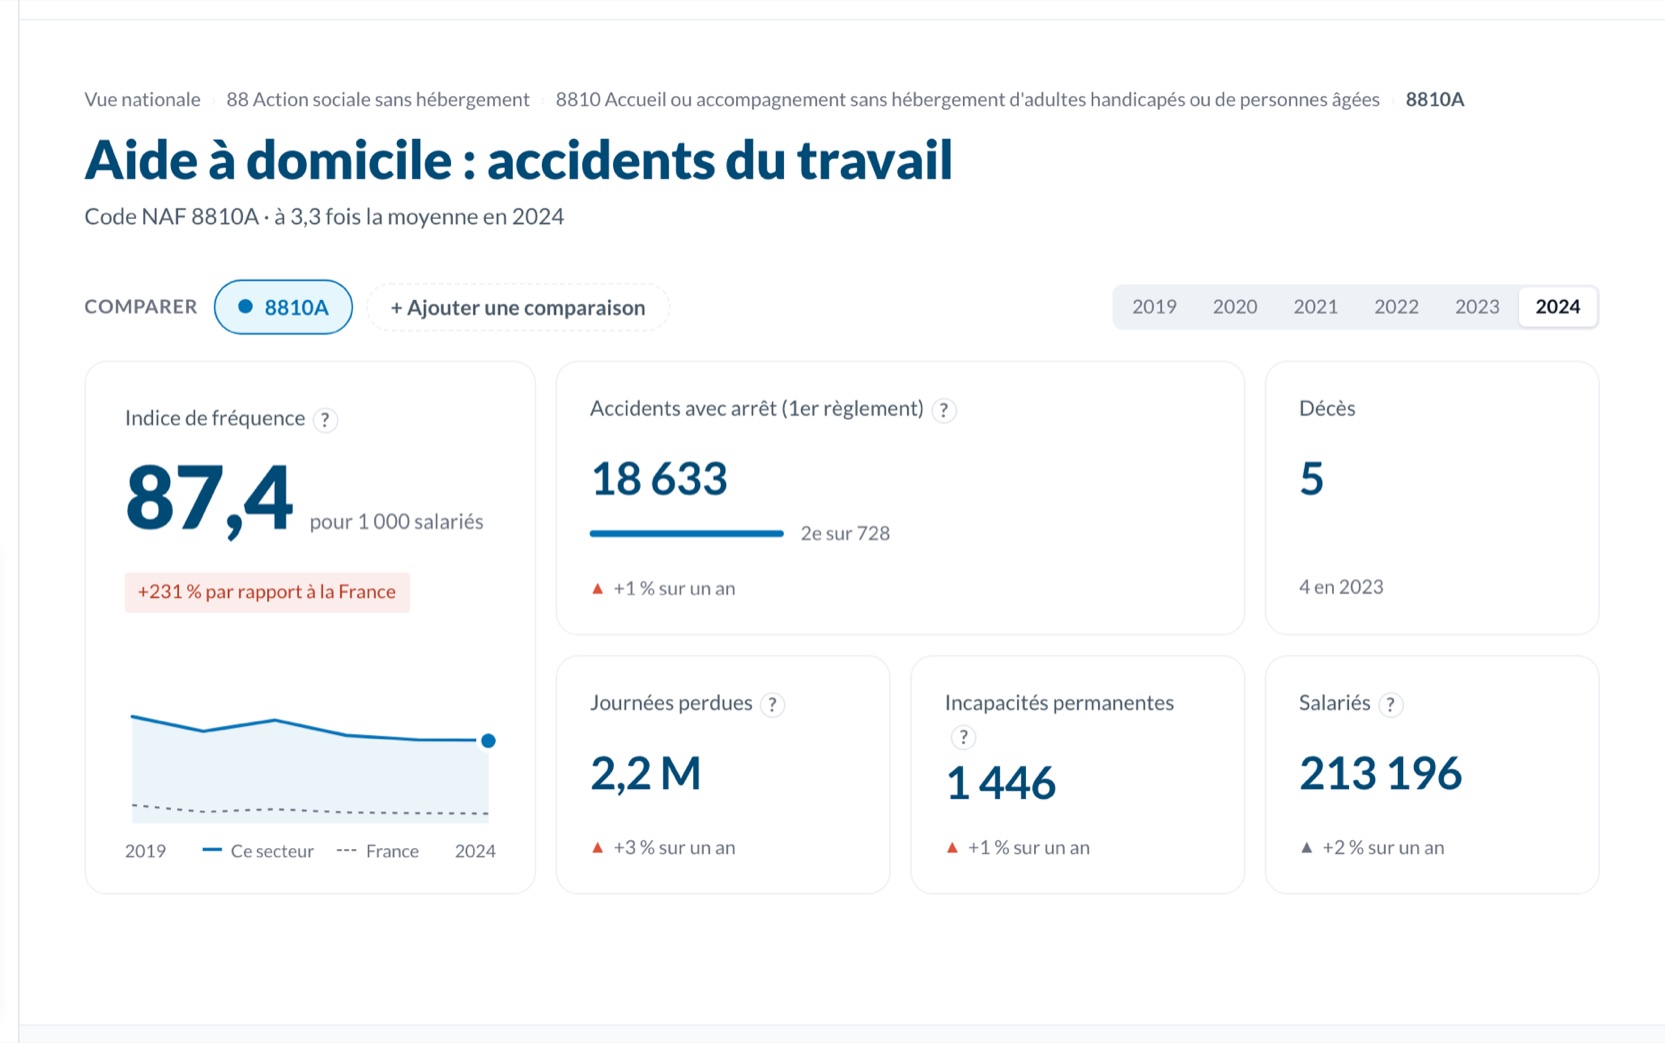 Vue nationale 88 Action sociale sans hébergement 8810 Accueil ou accompagnement sans hébergement d'adultes handicapés ou de personnes âgées 8810A
Aide à domicile : accidents du travail
Code NAF 8810A · à 3,3 fois la moyenne en 2024
COMPARER 8810A + Ajouter une comparaison 2019 2020 2021 2022 2023 2024
Indice de fréquence ?
87,4 pour 1 000 salariés
+231 % par rapport à la France
2019 Ce secteur France 2024
Accidents avec arrêt (1er règlement) ?
18 633
2e sur 728
▲ +1 % sur un an
Décès
5
4 en 2023
Journées perdues ?
2,2 M
▲ +3 % sur un an
Incapacités permanentes
?
1 446
▲ +1 % sur un an
Salariés ?
213 196
▲ +2 % sur un an